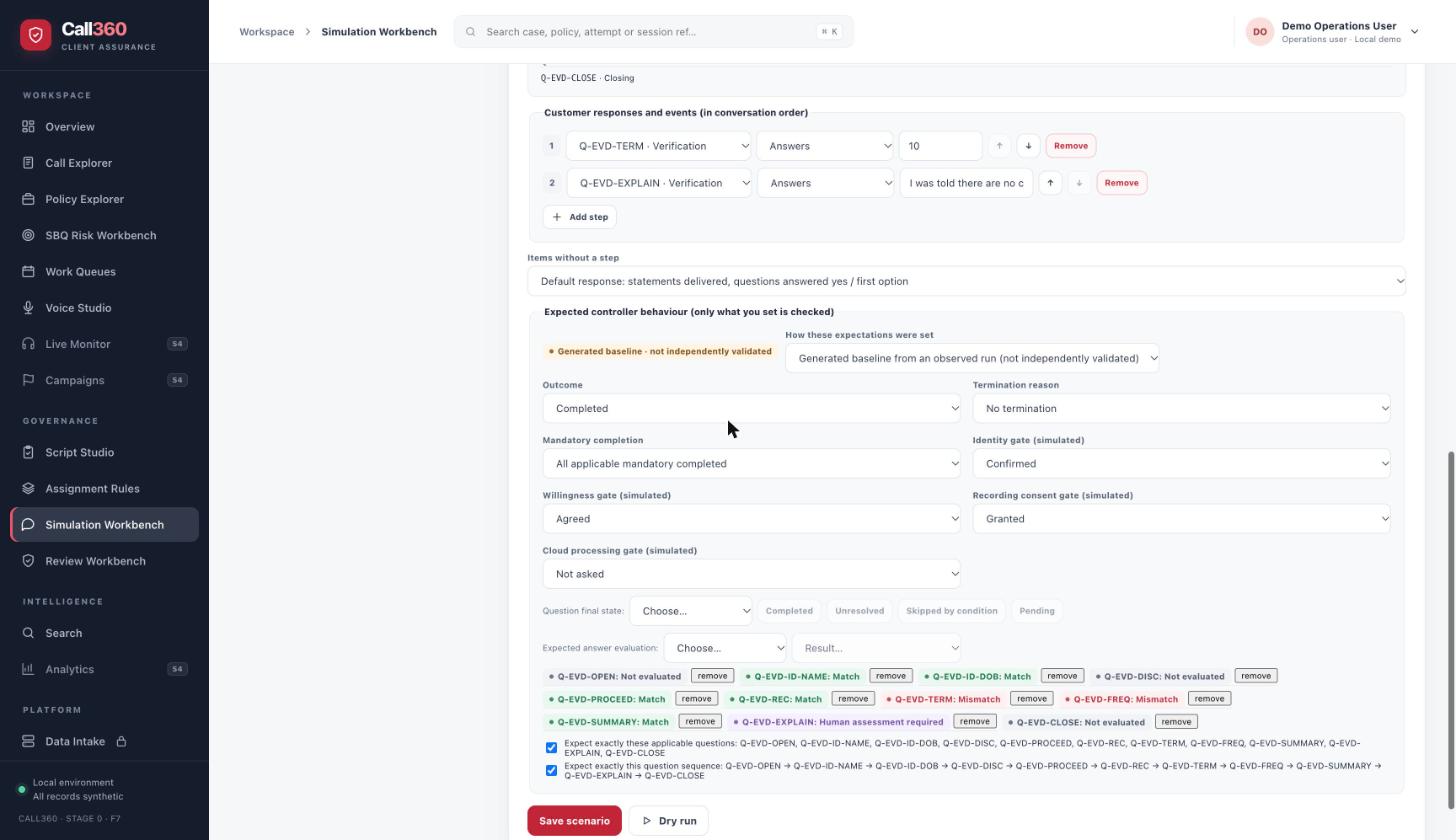 Call360
CLIENT ASSURANCE
WORKSPACE
Overview
Call Explorer
Policy Explorer
SBQ Risk Workbench
Work Queues
Voice Studio
Live Monitor S4
Campaigns S4
GOVERNANCE
Script Studio
Assignment Rules
Simulation Workbench
Review Workbench
INTELLIGENCE
Search
Analytics S4
PLATFORM
Data Intake
Local environment
All records synthetic
CALL360 · STAGE 0 · F7
Workspace > Simulation Workbench
Search case, policy, attempt or session ref... ⌘ K
DO Demo Operations User
Operations user · Local demo
Q-EVD-CLOSE · Closing
Customer responses and events (in conversation order)
1 Q-EVD-TERM · Verification Answers 10 ↑ ↓ Remove
2 Q-EVD-EXPLAIN · Verification Answers I was told there are no c ↑ ↓ Remove
+ Add step
Items without a step
Default response: statements delivered, questions answered yes / first option
Expected controller behaviour (only what you set is checked)
How these expectations were set
Generated baseline · not independently validated Generated baseline from an observed run (not independently validated)
Outcome Termination reason
Completed No termination
Mandatory completion Identity gate (simulated)
All applicable mandatory completed Confirmed
Willingness gate (simulated) Recording consent gate (simulated)
Agreed Granted
Cloud processing gate (simulated)
Not asked
Question final state: Choose... Completed Unresolved Skipped by condition Pending
Expected answer evaluation: Choose... Result...
Q-EVD-OPEN: Not evaluated remove Q-EVD-ID-NAME: Match remove Q-EVD-ID-DOB: Match remove Q-EVD-DISC: Not evaluated remove
Q-EVD-PROCEED: Match remove Q-EVD-REC: Match remove Q-EVD-TERM: Mismatch remove Q-EVD-FREQ: Mismatch remove
Q-EVD-SUMMARY: Match remove Q-EVD-EXPLAIN: Human assessment required remove Q-EVD-CLOSE: Not evaluated remove
Expect exactly these applicable questions: Q-EVD-OPEN, Q-EVD-ID-NAME, Q-EVD-ID-DOB, Q-EVD-DISC, Q-EVD-PROCEED, Q-EVD-REC, Q-EVD-TERM, Q-EVD-FREQ, Q-EVD-SUMMARY, Q-EVD-
EXPLAIN, Q-EVD-CLOSE
Expect exactly this question sequence: Q-EVD-OPEN → Q-EVD-ID-NAME → Q-EVD-ID-DOB → Q-EVD-DISC → Q-EVD-PROCEED → Q-EVD-REC → Q-EVD-TERM → Q-EVD-FREQ → Q-EVD-SUMMARY →
Q-EVD-EXPLAIN → Q-EVD-CLOSE
Save scenario Dry run